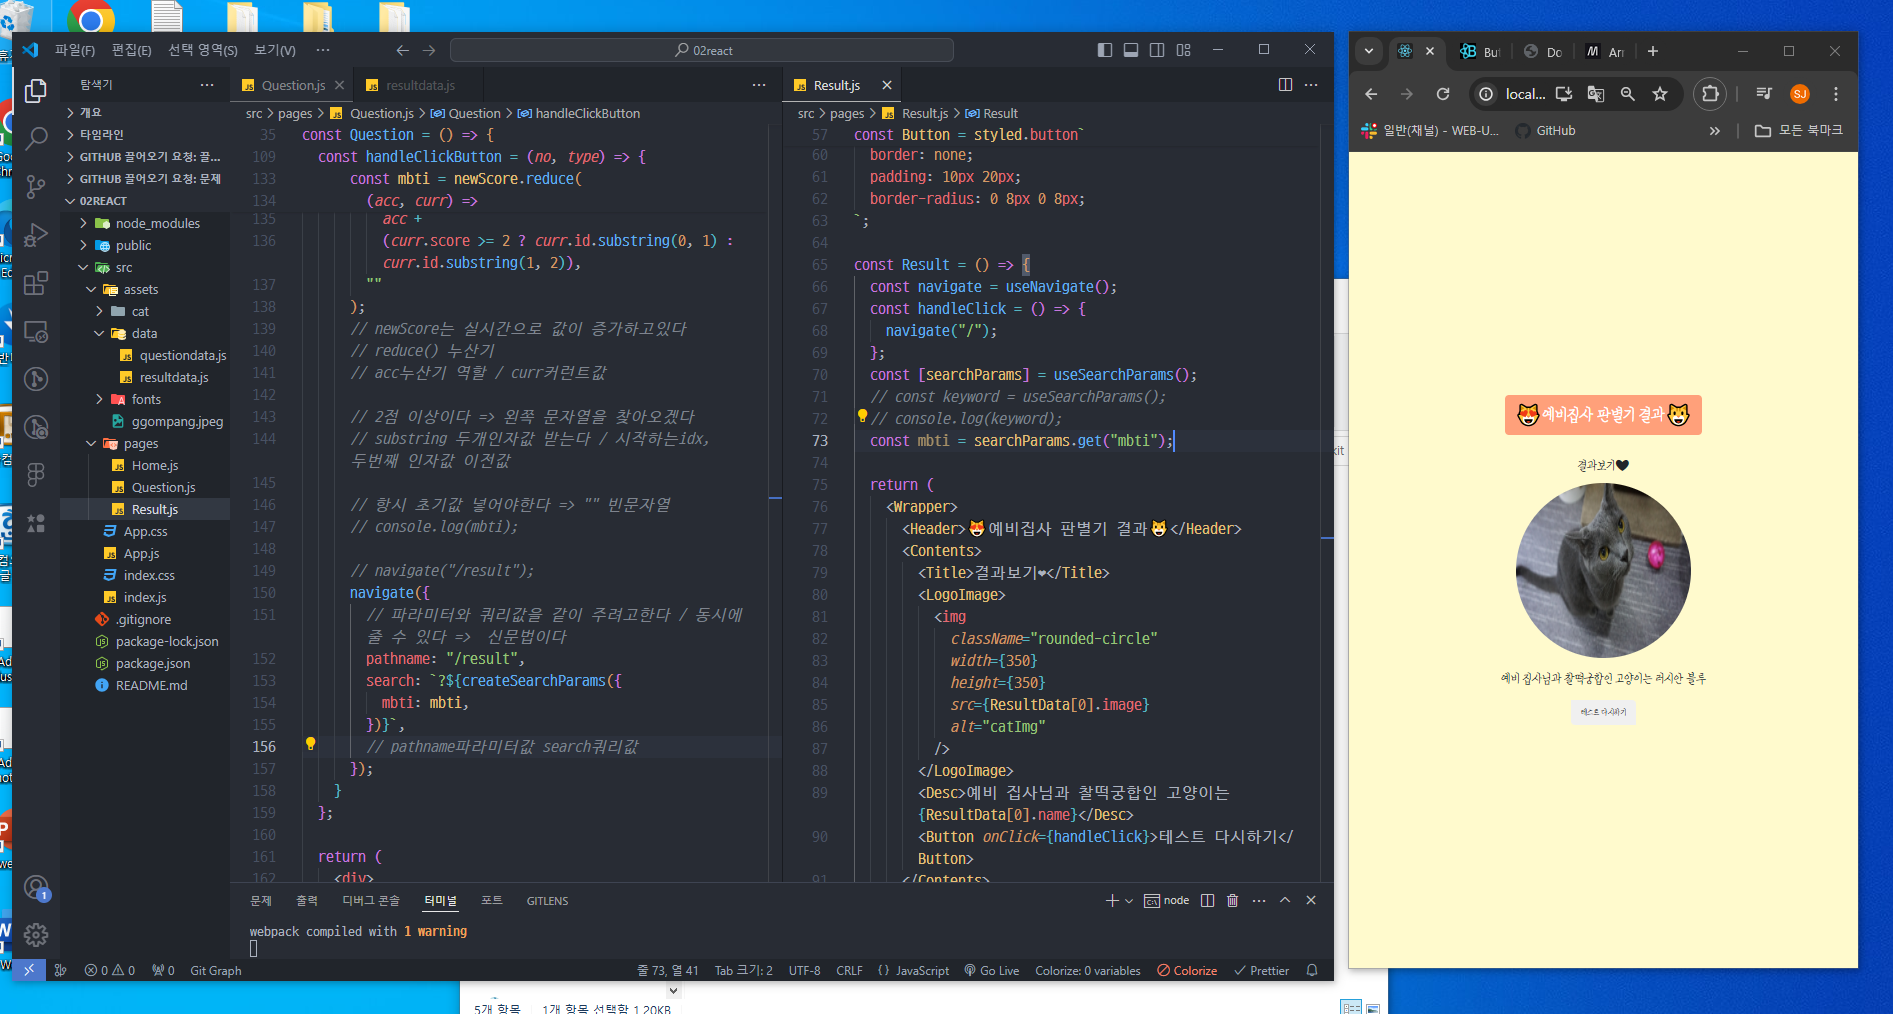 파일(F) 편집(E) 선택 영역(S) 보기(V) ··· 02react
탐색기 ···
개요
타임라인
GITHUB 끌어오기 요청: 끌...
GITHUB 끌어오기 요청: 문제
02REACT
node_modules
public
src
assets
cat
data
questiondata.js
resultdata.js
fonts
ggompang.jpeg
pages
Home.js
Question.js
Result.js
App.css
App.js
index.css
index.js
.gitignore
package-lock.json
package.json
README.md
Question.js resultdata.js ···
src > pages > Question.js > Question > handleClickButton
35 const Question = () => {
109 const handleClickButton = (no, type) => {
133 const mbti = newScore.reduce(
134 (acc, curr) =>
135 acc +
136 (curr.score >= 2 ? curr.id.substring(0, 1) :
curr.id.substring(1, 2)),
137 ""
138 );
139 // newScore는 실시간으로 값이 증가하고있다
140 // reduce() 누산기
141 // acc누산기 역할 / curr커런트값
142
143 // 2점 이상이다 => 왼쪽 문자열을 찾아오겠다
144 // substring 두개인자값 받는다 / 시작하는idx,
두번째 인자값 이전값
145
146 // 항시 초기값 넣어야한다 => "" 빈문자열
147 // console.log(mbti);
148
149 // navigate("/result");
150 navigate({
151 // 파라미터와 쿼리값을 같이 주려고한다 / 동시에
줄 수 있다 => 신문법이다
152 pathname: "/result",
153 search: `?${createSearchParams({
154 mbti: mbti,
155 })}`,
156 // pathname파라미터값 search쿼리값
157 });
158 }
159 };
160
161 return (
162 <div>
Result.js ···
src > pages > Result.js > Result
57 const Button = styled.button`
60 border: none;
61 padding: 10px 20px;
62 border-radius: 0 8px 0 8px;
63 `;
64
65 const Result = () => {
66 const navigate = useNavigate();
67 const handleClick = () => {
68 navigate("/");
69 };
70 const [searchParams] = useSearchParams();
71 // const keyword = useSearchParams();
72 // console.log(keyword);
73 const mbti = searchParams.get("mbti");
74
75 return (
76 <Wrapper>
77 <Header>😻예비집사 판별기 결과😺</Header>
78 <Contents>
79 <Title>결과보기❤</Title>
80 <LogoImage>
81 <img
82 className="rounded-circle"
83 width={350}
84 height={350}
85 src={ResultData[0].image}
86 alt="catImg"
87 />
88 </LogoImage>
89 <Desc>예비 집사님과 찰떡궁합인 고양이는
{ResultData[0].name}</Desc>
90 <Button onClick={handleClick}>테스트 다시하기</
Button>
91 </Contents>
문제 출력 디버그 콘솔 터미널 포트 GITLENS
node
webpack compiled with 1 warning
1
0 0 0 Git Graph 줄 73, 열 41 Tab 크기: 2 UTF-8 CRLF {} JavaScript Go Live Colorize: 0 variables Colorize Prettier
But Do Arr
local...
SJ
일반(채널) - WEB-U... GitHub » 모든 북마크
😻예비집사 판별기 결과😺
결과보기🖤
예비 집사님과 찰떡궁합인 고양이는 러시안 블루
테스트 다시하기
kit
5개 항목 1개 항목 선택함 1.20KB